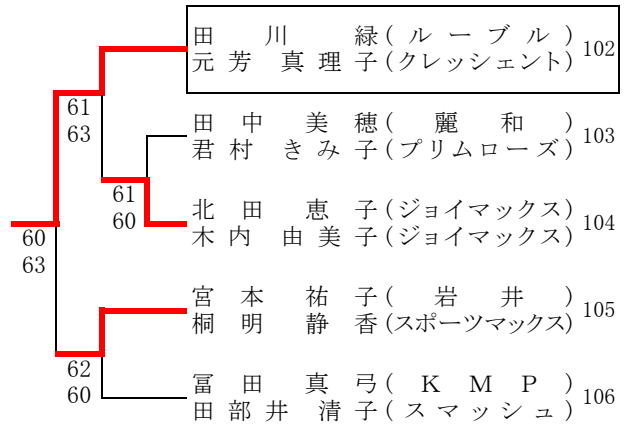 田川緑(ルーブル)
元芳真理子(クレッシェント) 102
61
63
田中美穂(麗和)
君村きみ子(プリムローズ) 103
61
60
北田恵子(ジョイマックス)
木内由美子(ジョイマックス) 104
60
63
宮本祐子(岩井)
桐明静香(スポーツマックス) 105
62
60
冨田真弓(KMP)
田部井清子(スマッシュ) 106